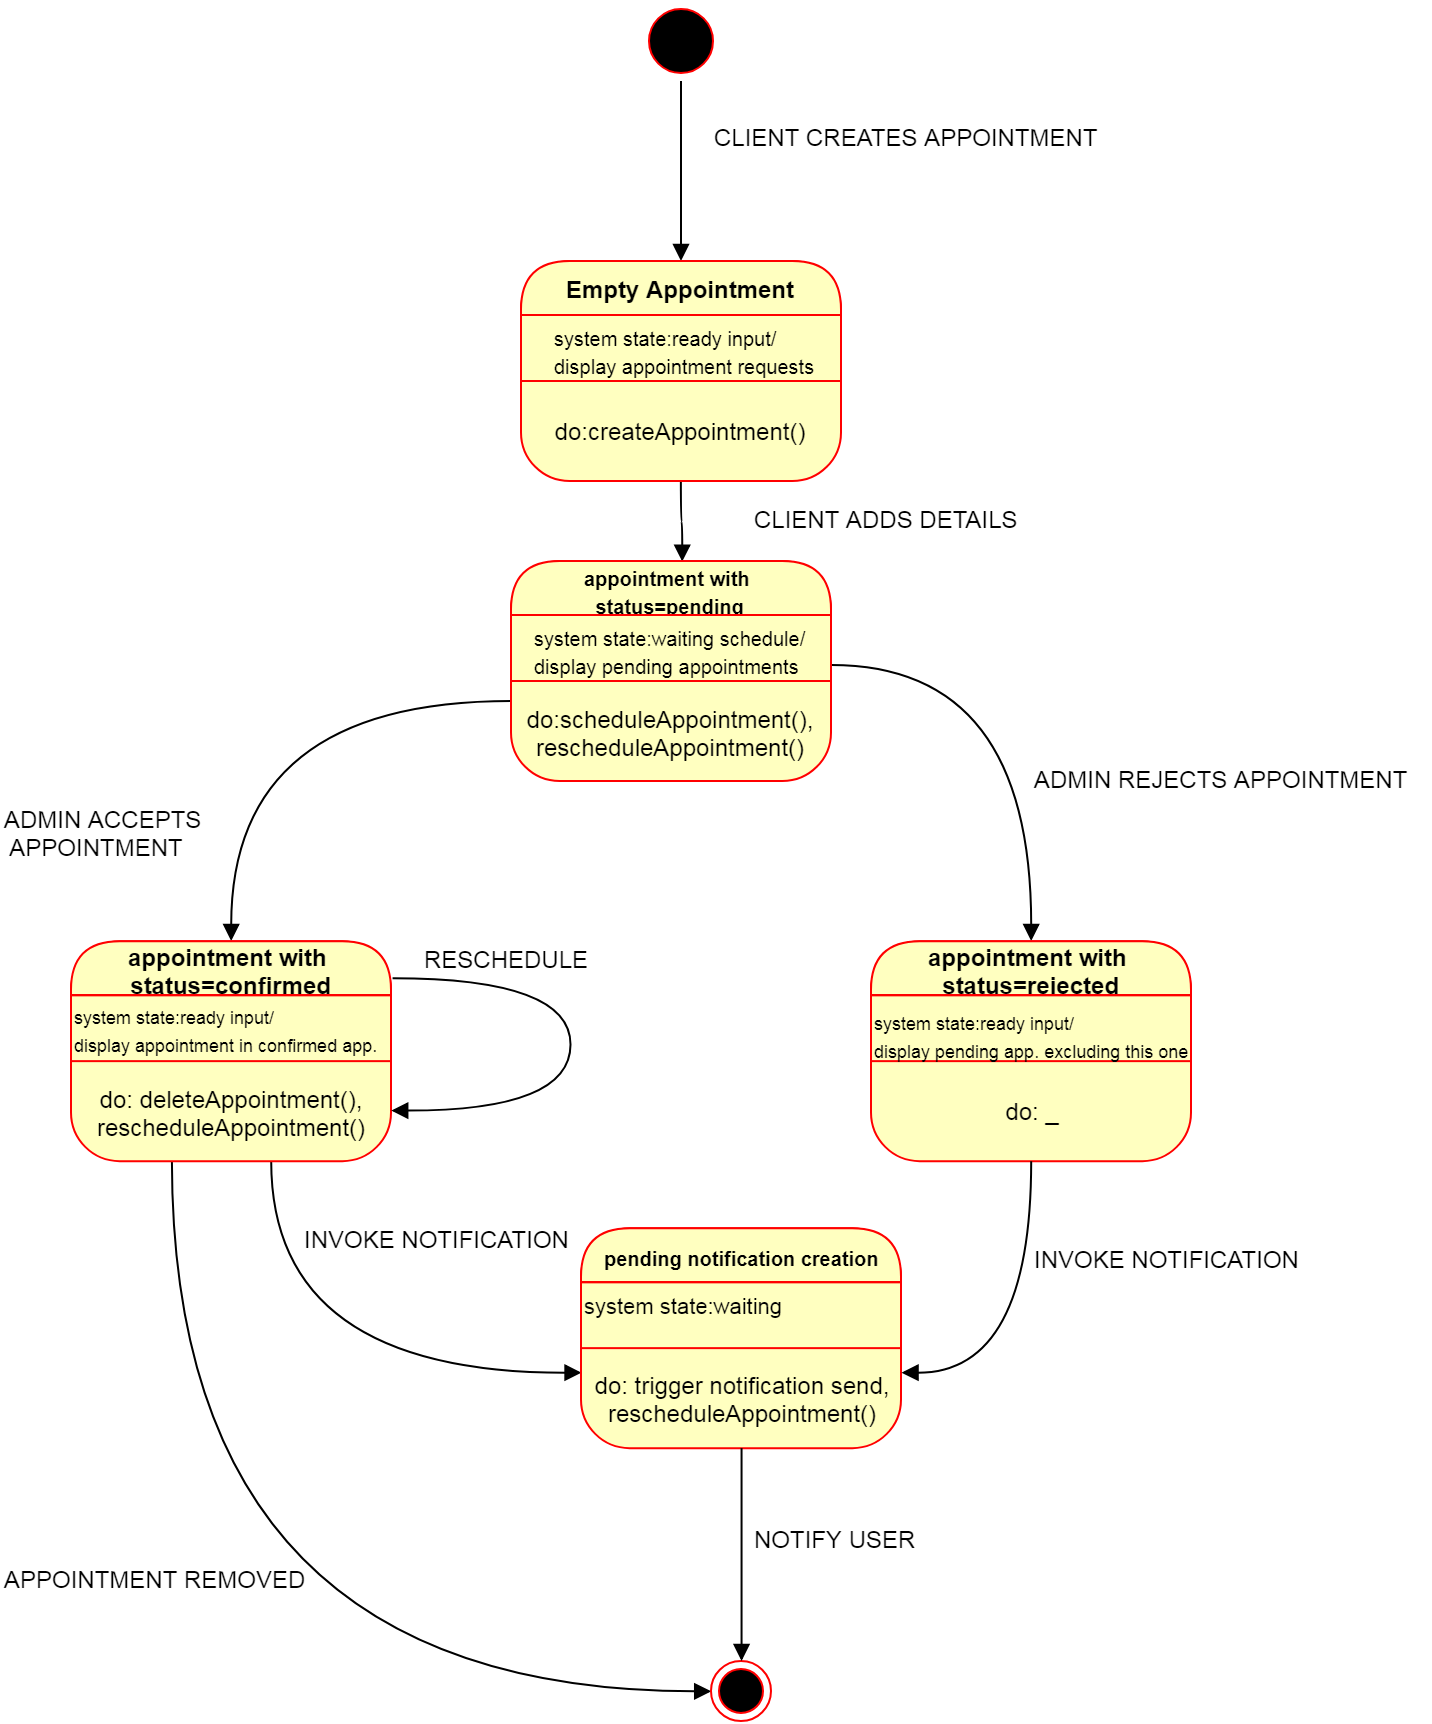 CLIENT CREATES APPOINTMENT
Empty Appointment
system state:ready input/
display appointment requests
do:createAppointment()
CLIENT ADDS DETAILS
appointment with
status=pending
system state:waiting schedule/
display pending appointments
do:scheduleAppointment(),
rescheduleAppointment()
ADMIN REJECTS APPOINTMENT
ADMIN ACCEPTS
APPOINTMENT
appointment with
status=confirmed
system state:ready input/
display appointment in confirmed app.
do: deleteAppointment(),
rescheduleAppointment()
RESCHEDULE
appointment with
status=rejected
system state:ready input/
display pending app. excluding this one
do: _
INVOKE NOTIFICATION
INVOKE NOTIFICATION
pending notification creation
system state:waiting
do: trigger notification send,
rescheduleAppointment()
NOTIFY USER
APPOINTMENT REMOVED